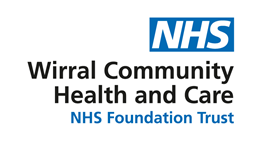 NHS
Wirral Community
Health and Care
NHS Foundation Trust